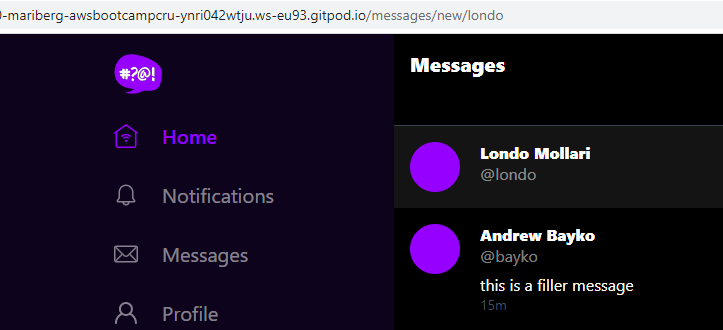 0-mariberg-awsbootcampcru-ynri042wtju.ws-eu93.gitpod.io/messages/new/londo
#?@!
Messages
Home
Londo Mollari
@londo
Notifications
Andrew Bayko
@bayko
Messages
this is a filler message
15m
Profile